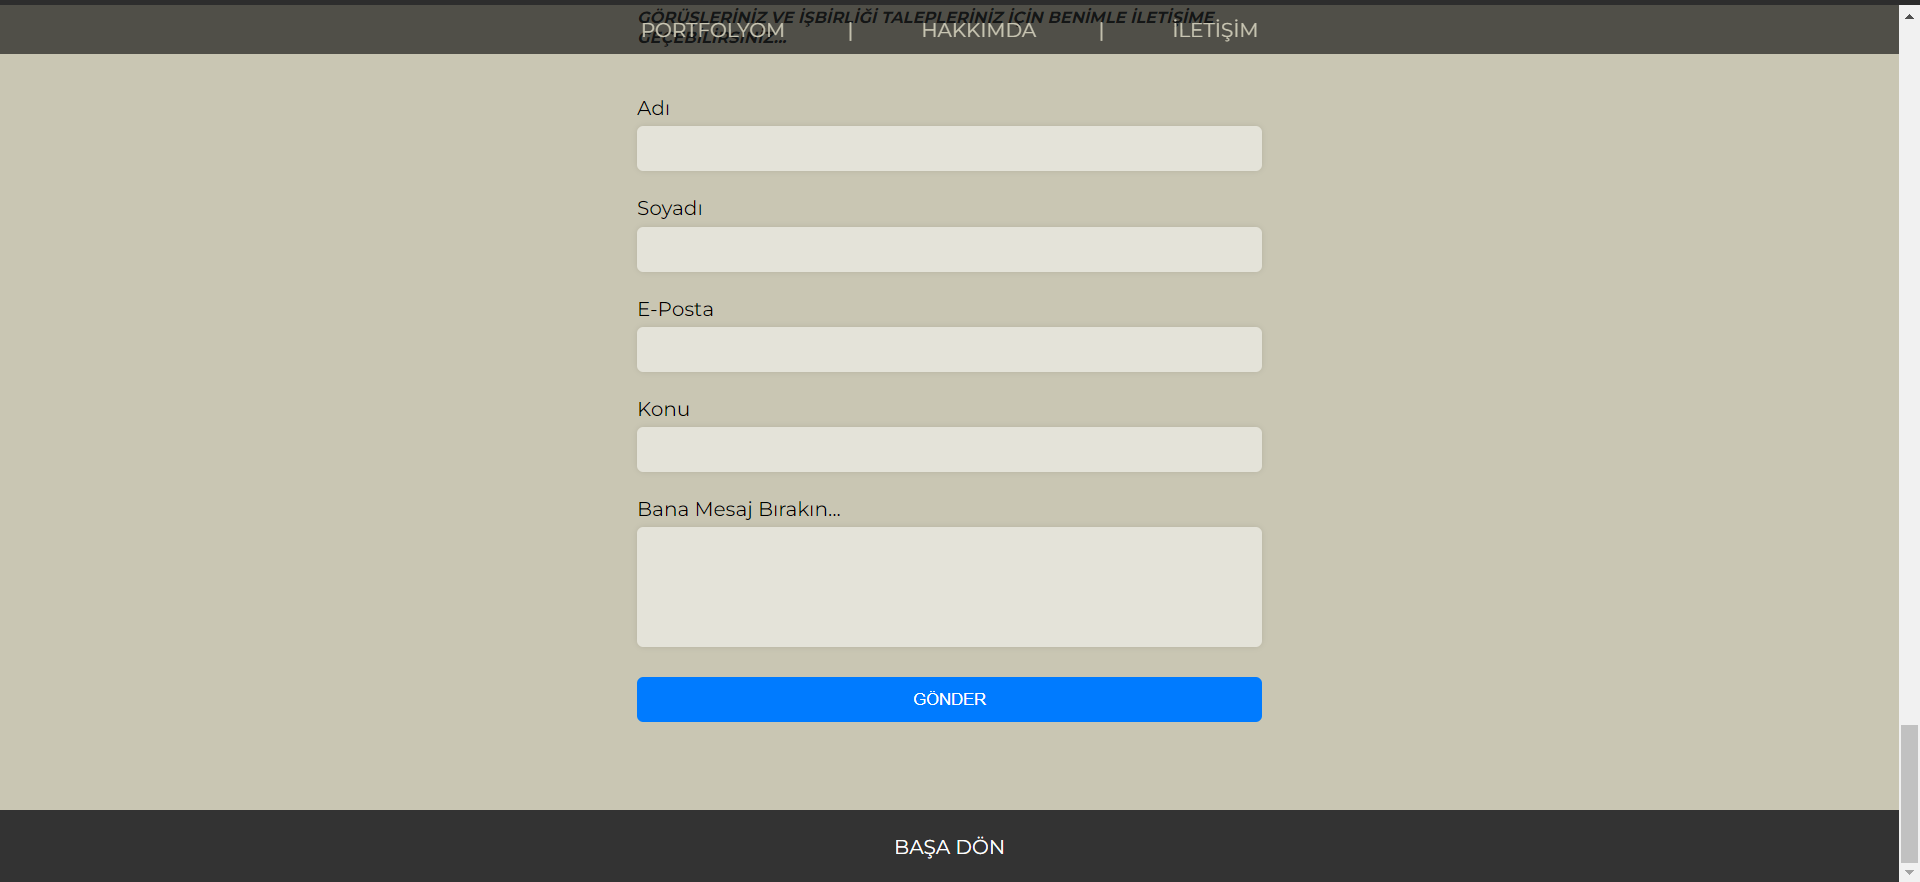 GÖRÜŞLERİNİZ VE İŞBİRLİĞİ TALEPLERİNİZ İÇİN BENİMLE İLETİŞİME
GEÇEBİLİRSİNİZ...
PORTFOLYOM | HAKKIMDA | İLETİŞİM
Adı
Soyadı
E-Posta
Konu
Bana Mesaj Bırakın...
GÖNDER
BAŞA DÖN